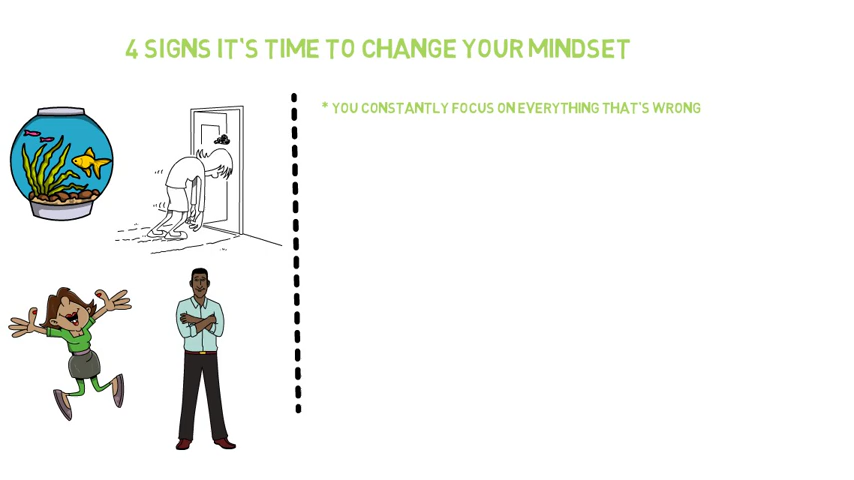 4 SIGNS IT'S TIME TO CHANGE YOUR MINDSET
* YOU CONSTANTLY FOCUS ON EVERYTHING THAT'S WRONG